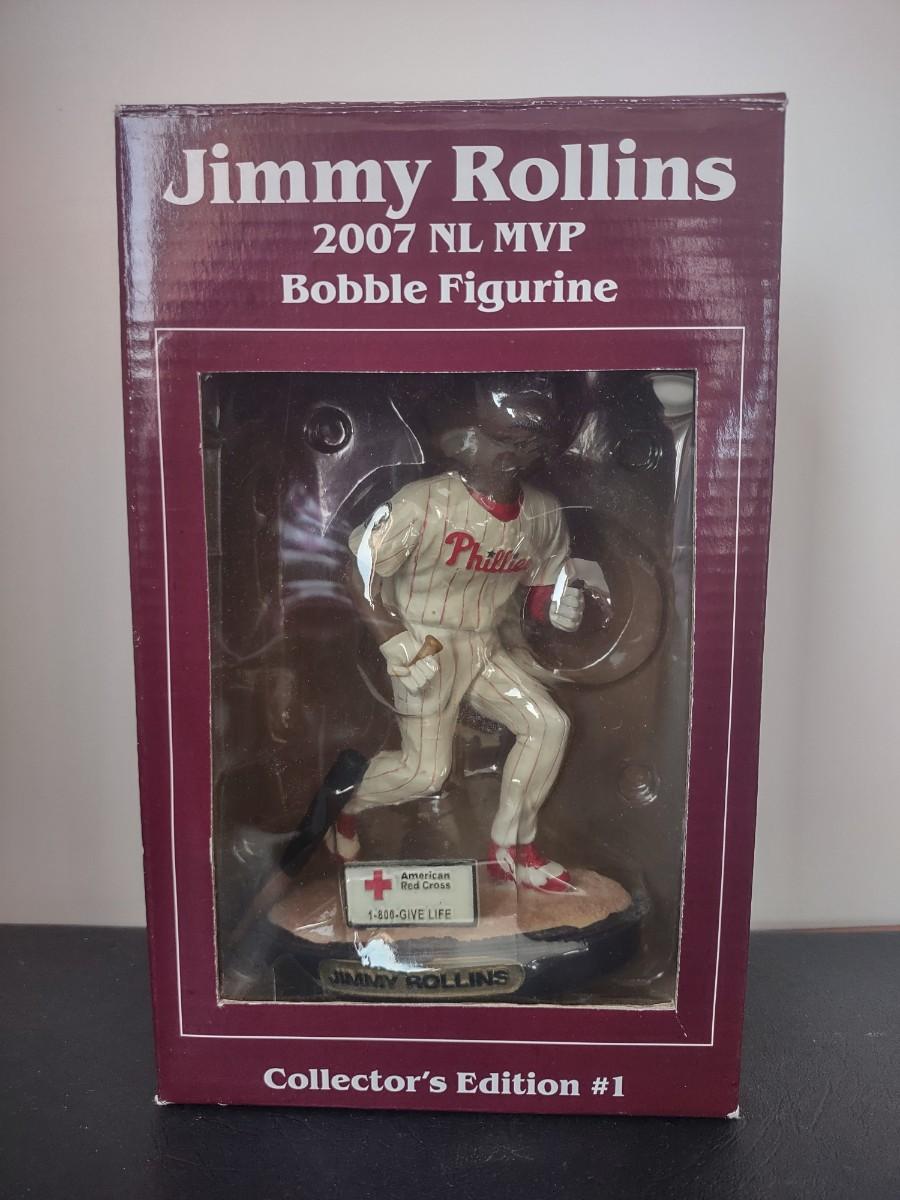 Jimmy Rollins
2007 NL MVP
Bobble Figurine
Phillies
American
Red Cross
1-800-GIVE LIFE
JIMMY ROLLINS
Collector's Edition #1